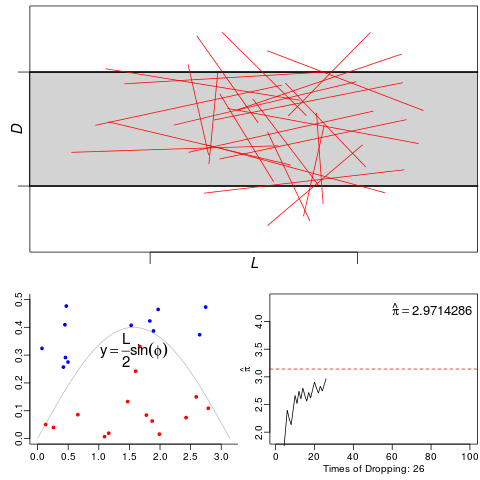 D
L
0.5
0.4
0.3
0.2
0.1
0.0
y = L/2 sin(ϕ)
0.0 0.5 1.0 1.5 2.0 2.5 3.0
π̂ = 2.9714286
π̂
4.0
3.5
3.0
2.5
2.0
0 20 40 60 80 100
Times of Dropping: 26